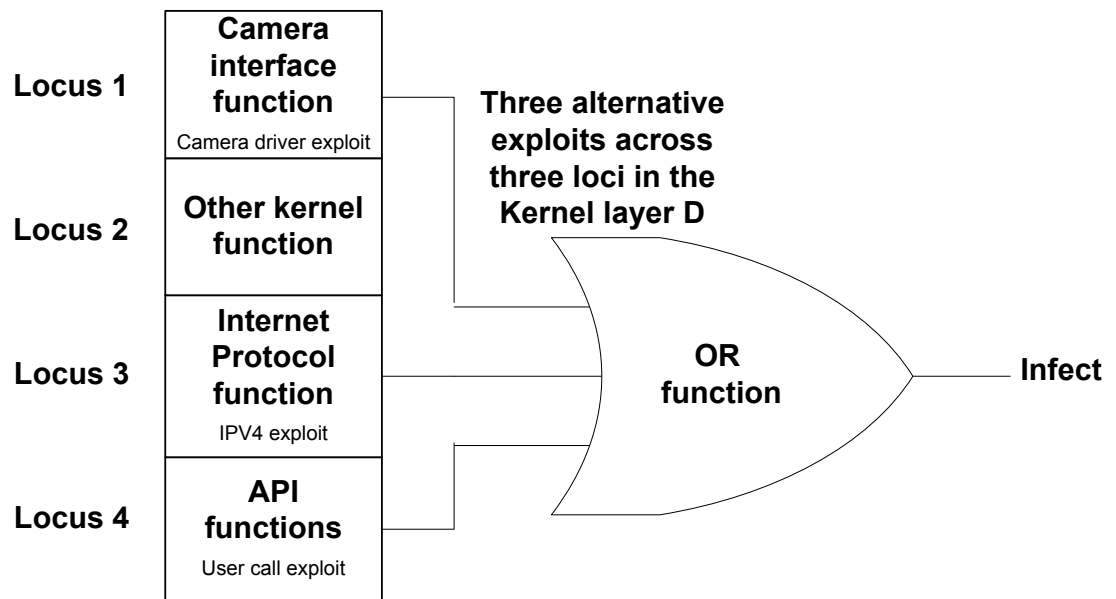 Locus 1
Camera
interface
function
Camera driver exploit
Locus 2
Other kernel
function
Locus 3
Internet
Protocol
function
IPV4 exploit
Locus 4
API
functions
User call exploit
Three alternative
exploits across
three loci in the
Kernel layer D
OR
function
Infect